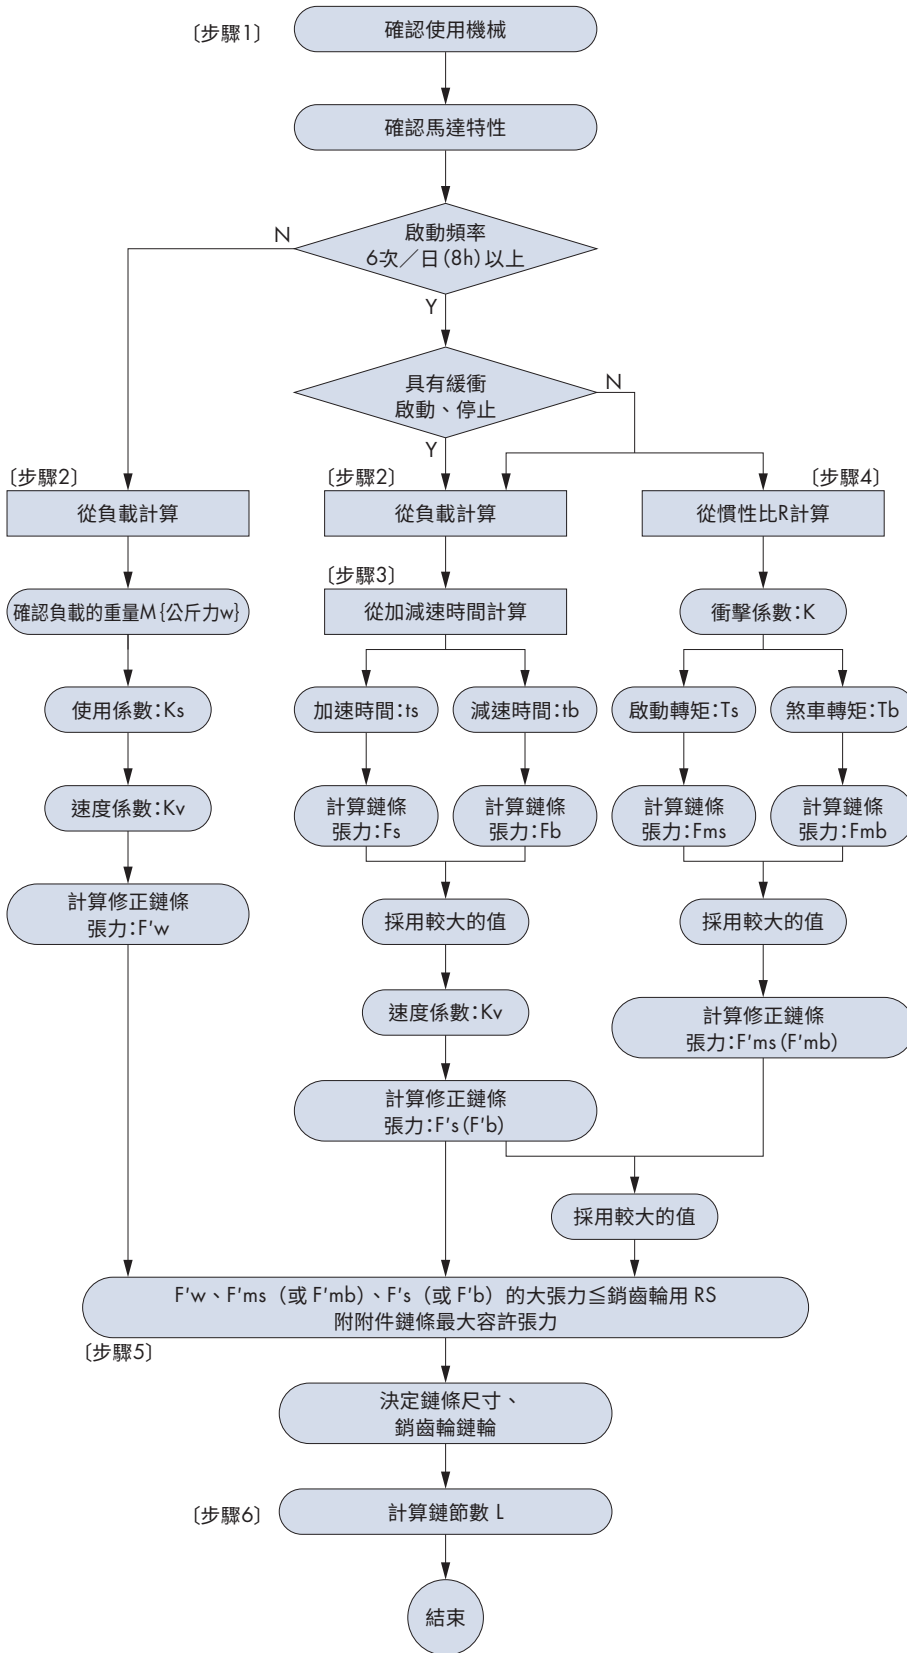 〔步驟1〕
確認使用機械
確認馬達特性
啟動頻率
6次／日(8h)以上
N
Y
具有緩衝
啟動、停止
N
Y
〔步驟2〕
從負載計算
〔步驟2〕
從負載計算
〔步驟4〕
從慣性比R計算
確認負載的重量M{公斤力w}
〔步驟3〕
從加減速時間計算
衝擊係數:K
使用係數:Ks
加速時間:ts
減速時間:tb
啟動轉矩:Ts
煞車轉矩:Tb
速度係數:Kv
計算鏈條
張力:Fs
計算鏈條
張力:Fb
計算鏈條
張力:Fms
計算鏈條
張力:Fmb
計算修正鏈條
張力:F'w
採用較大的值
採用較大的值
速度係數:Kv
計算修正鏈條
張力:F'ms(F'mb)
計算修正鏈條
張力:F's(F'b)
採用較大的值
F'w、F'ms（或 F'mb）、F's（或 F'b）的大張力≦銷齒輪用 RS
附附件鏈條最大容許張力
〔步驟5〕
決定鏈條尺寸、
銷齒輪鏈輪
〔步驟6〕
計算鏈節數 L
結束